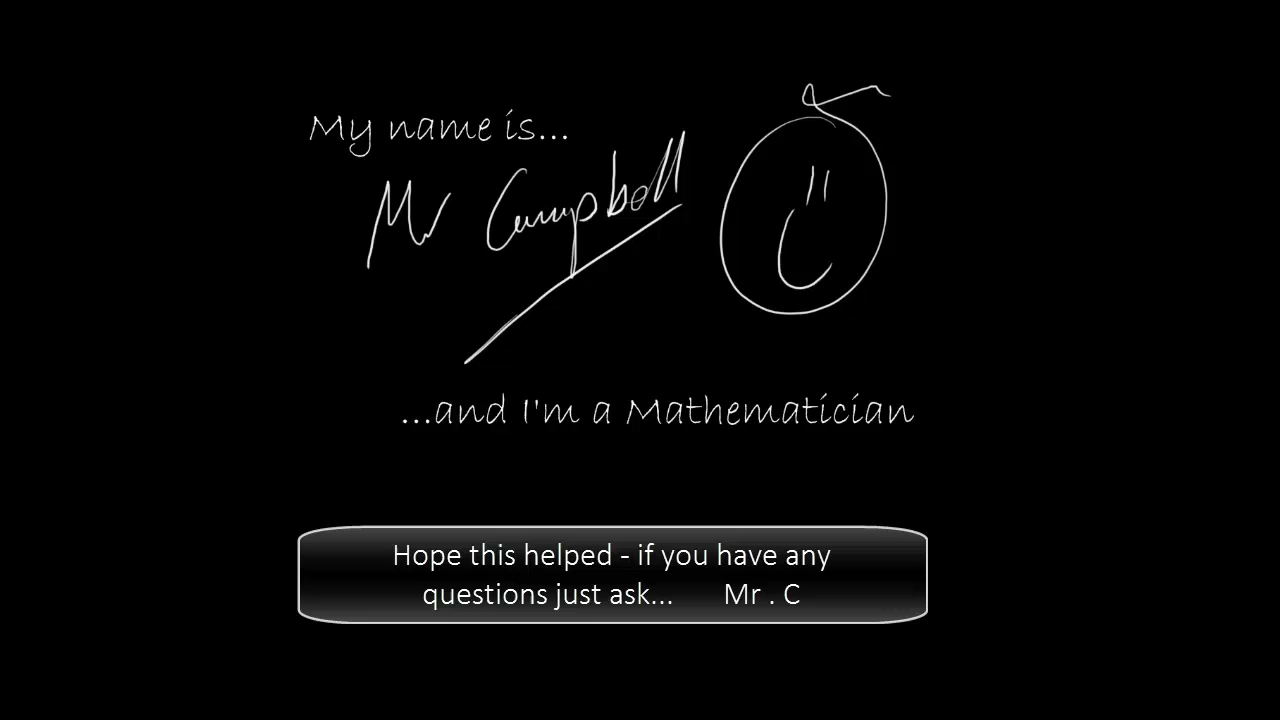 My name is...
Mr Campbell
...and I'm a Mathematician
Hope this helped - if you have any
questions just ask... Mr . C